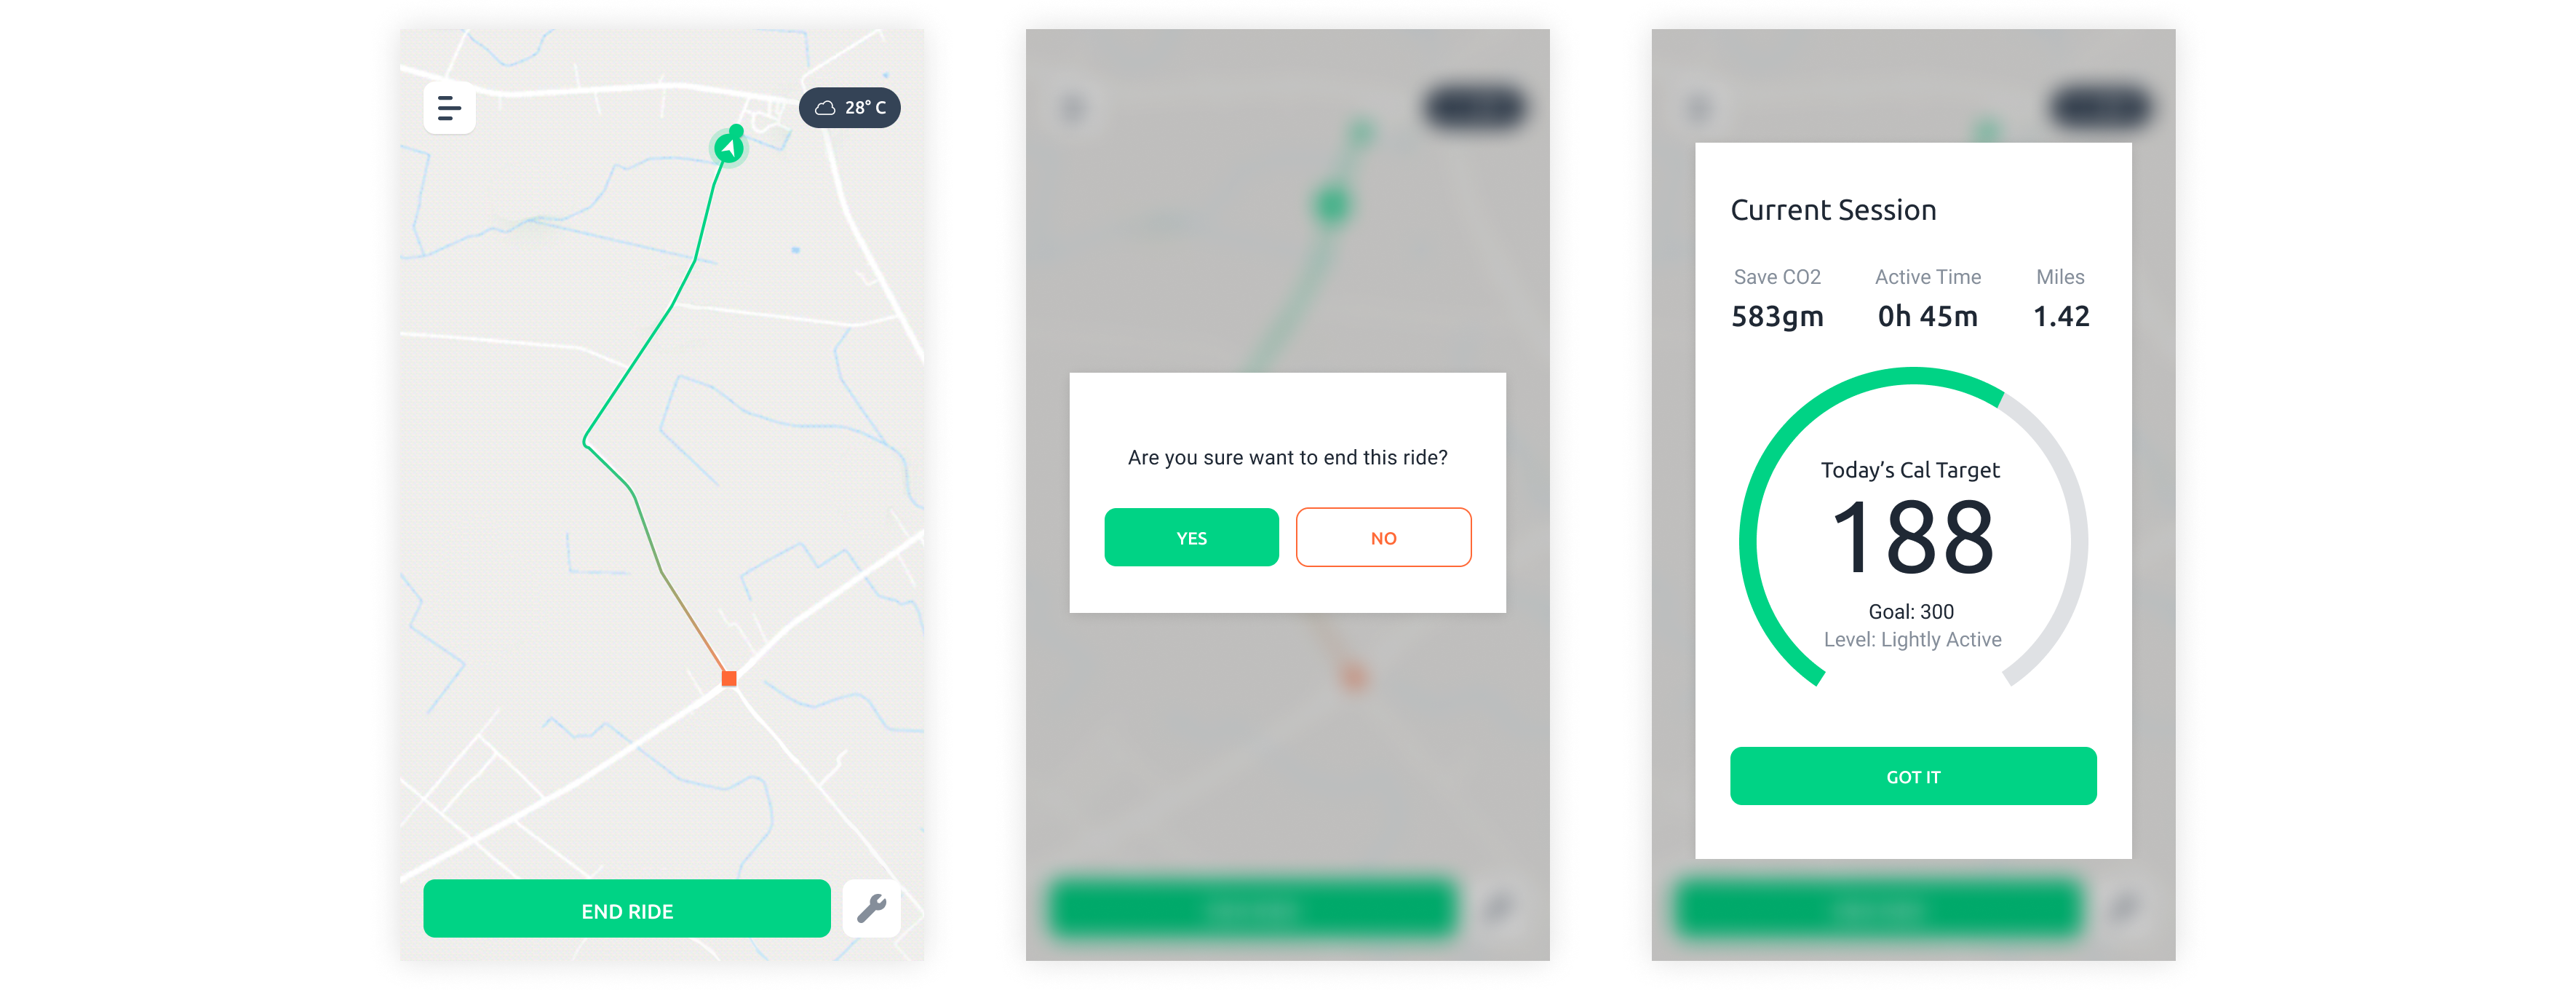 28° C
END RIDE
Are you sure want to end this ride?
YES
NO
Current Session
Save CO2
Active Time
Miles
583gm
0h 45m
1.42
Today's Cal Target
188
Goal: 300
Level: Lightly Active
GOT IT